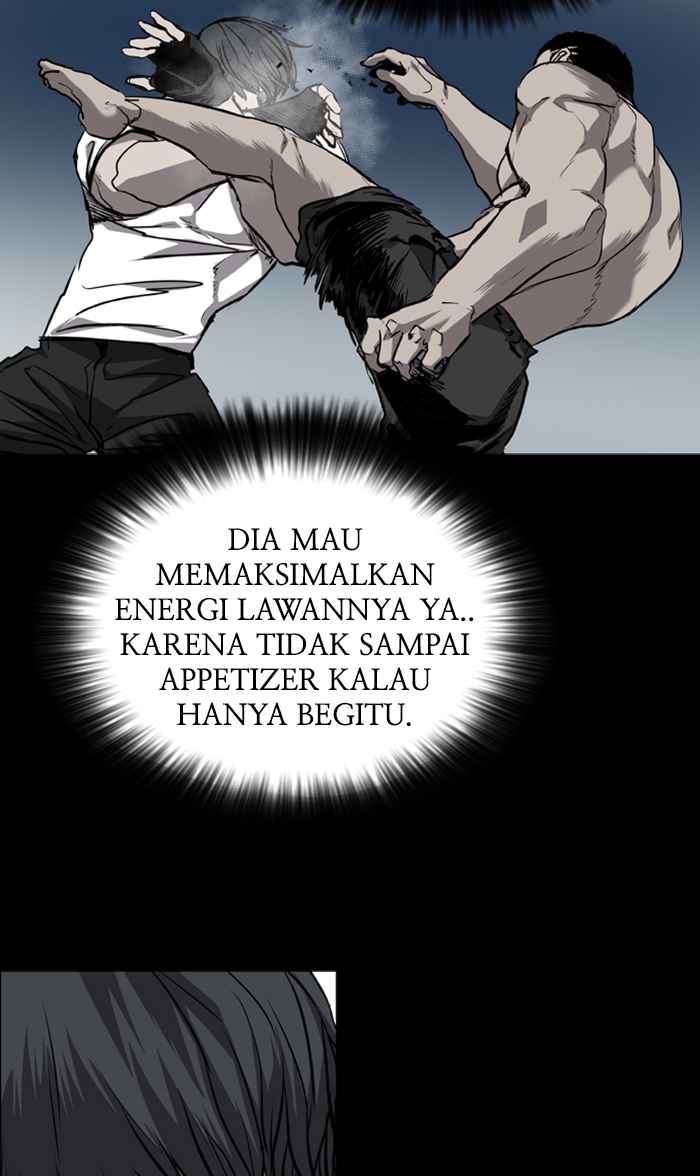 DIA MAU
MEMAKSIMALKAN
ENERGI LAWANNYA YA..
KARENA TIDAK SAMPAI
APPETIZER KALAU
HANYA BEGITU.